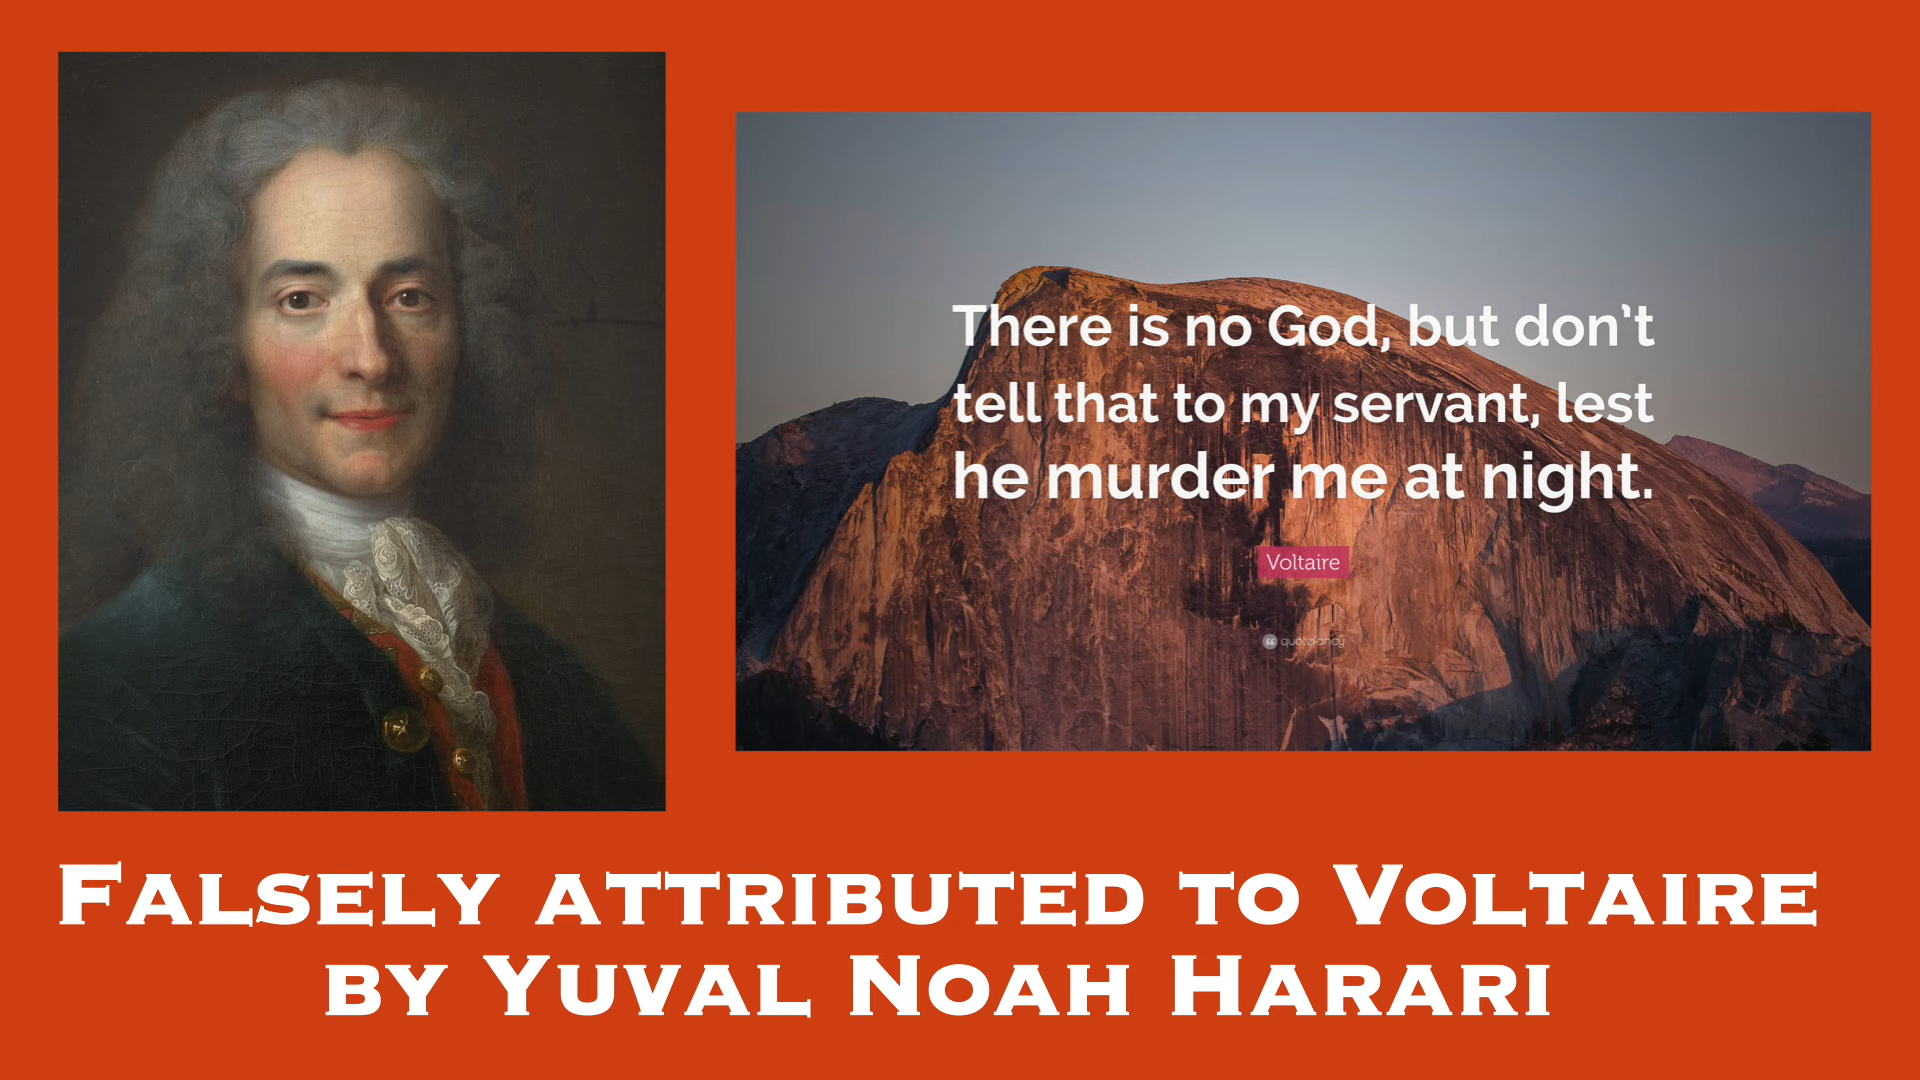 There is no God, but don't
tell that to my servant, lest
he murder me at night.
Voltaire
quotefancy
Falsely attributed to Voltaire
by Yuval Noah Harari